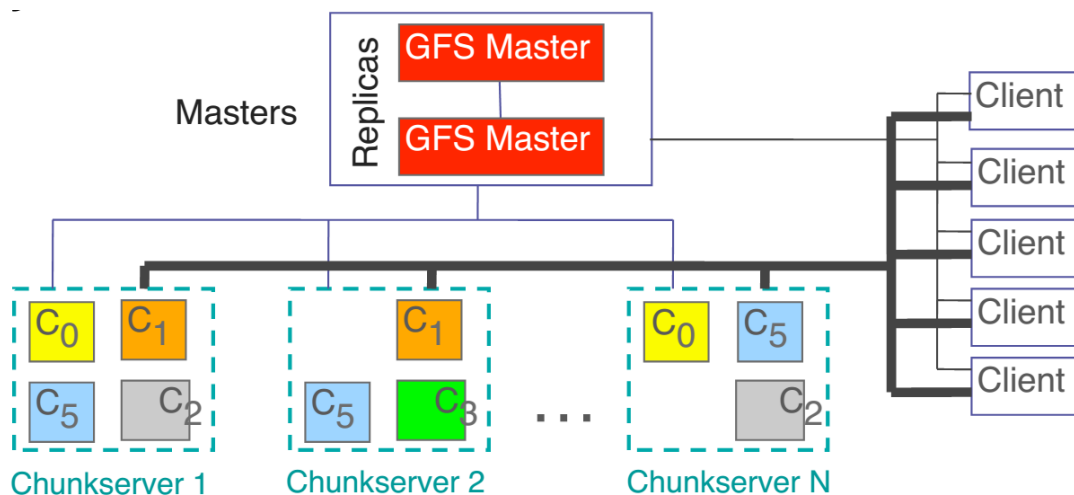 Masters
Replicas
GFS Master
GFS Master
Client
Client
Client
Client
Client
C0 C1
C5 C2
Chunkserver 1
C1
C5 C3
Chunkserver 2
...
C0 C5
C2
Chunkserver N